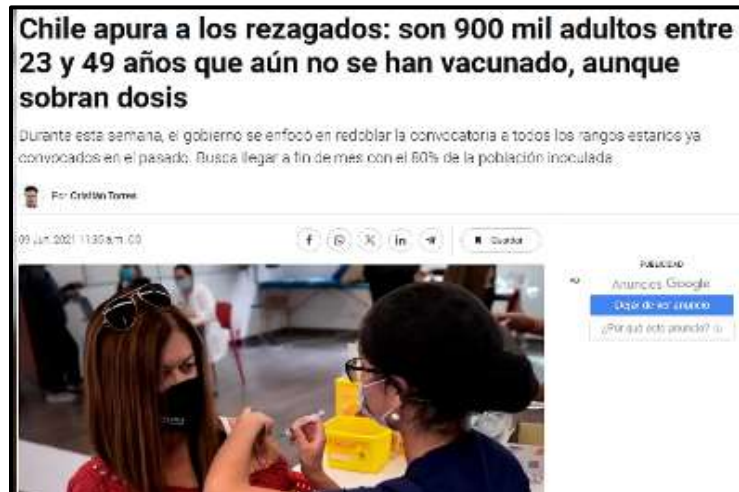 Chile apura a los rezagados: son 900 mil adultos entre
23 y 49 años que aún no se han vacunado, aunque
sobran dosis
Durante esta semana, el gobierno se enfocó en redoblar la convocatoria a todos los rangos estarios ya
convocados en el pasado. Busca llegar a fin de mes con el 80% de la población inoculada
Por Cristián Torres
09 Jun, 2021 11:35 a.m.
Guardar
PUBLICIDAD
Anuncios Google
Dejar de ver anuncio
¿Por qué este anuncio?